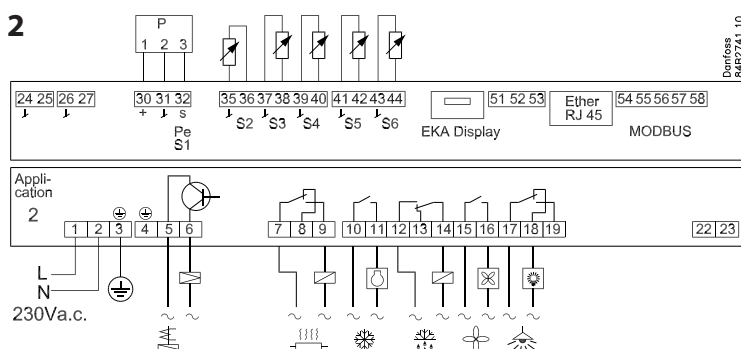 2
P
1 2 3
Danfoss
84B2741.10
24 25 26 27 30 31 32 35 36 37 38 39 40 41 42 43 44 51 52 53 Ether RJ 45 54 55 56 57 58
+ s S2 S3 S4 S5 S6 EKA Display MODBUS
Pe
S1
Appli-
cation
2
1 2 3 4 5 6 7 8 9 10 11 12 13 14 15 16 17 18 19 22 23
L
N
230Va.c.